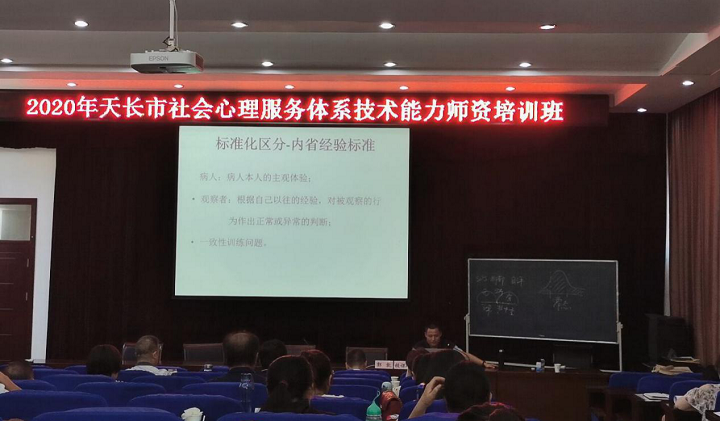 EPSON
2020年天长市社会心理服务体系技术能力师资培训班
标准化区分-内省经验标准
病人：病人本人的主观体验；
• 观察者：根据自己以往的经验，对被观察的行
为作出正常或异常的判断；
• 一致性训练问题。